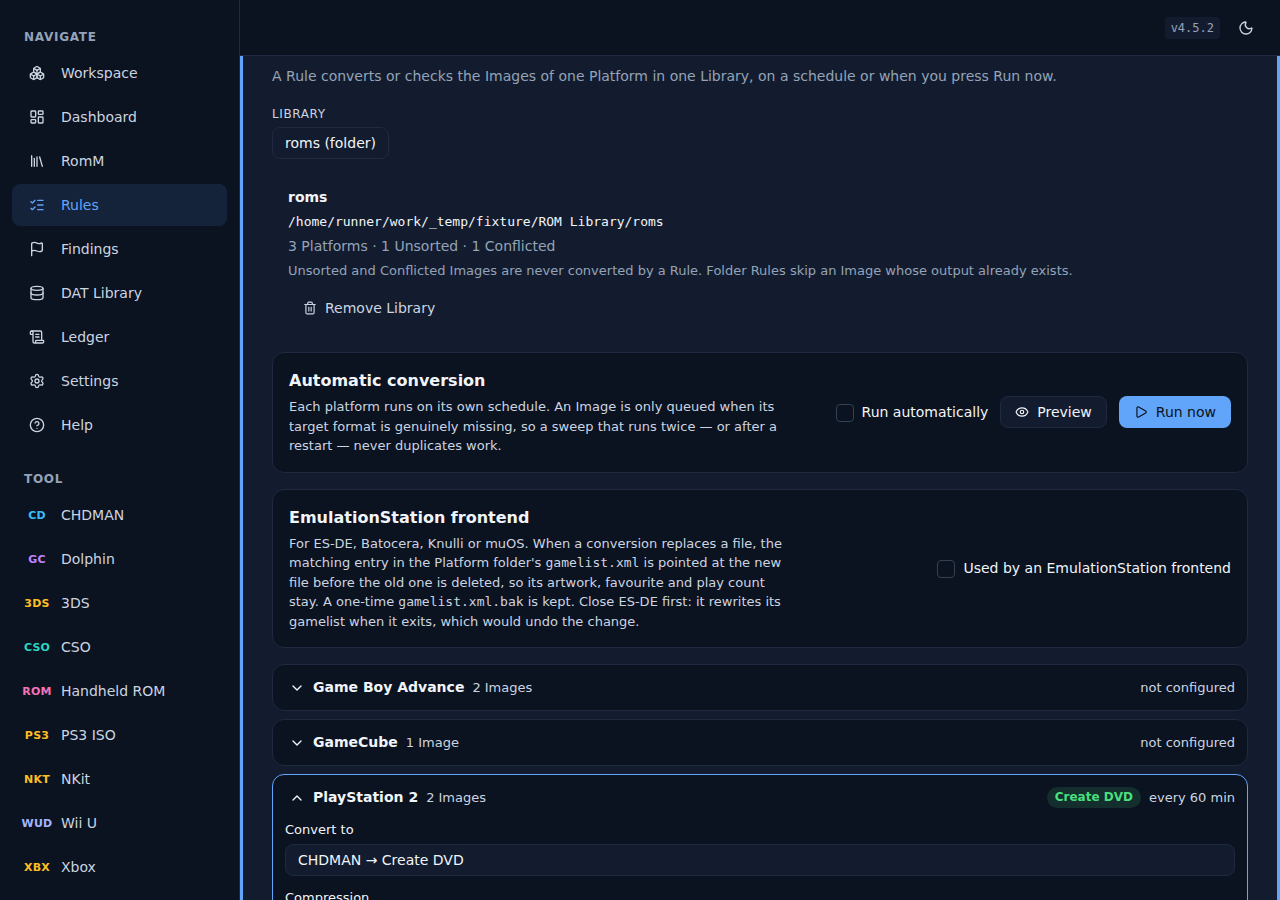 NAVIGATE
Workspace
Dashboard
RomM
Rules
Findings
DAT Library
Ledger
Settings
Help
TOOL
CD CHDMAN
GC Dolphin
3DS 3DS
CSO CSO
ROM Handheld ROM
PS3 PS3 ISO
NKT NKit
WUD Wii U
XBX Xbox
v4.5.2
A Rule converts or checks the Images of one Platform in one Library, on a schedule or when you press Run now.
LIBRARY
roms (folder)
roms
/home/runner/work/_temp/fixture/ROM Library/roms
3 Platforms · 1 Unsorted · 1 Conflicted
Unsorted and Conflicted Images are never converted by a Rule. Folder Rules skip an Image whose output already exists.
Remove Library
Automatic conversion
Each platform runs on its own schedule. An Image is only queued when its
target format is genuinely missing, so a sweep that runs twice — or after a
restart — never duplicates work.
Run automatically
Preview
Run now
EmulationStation frontend
For ES-DE, Batocera, Knulli or muOS. When a conversion replaces a file, the
matching entry in the Platform folder's gamelist.xml is pointed at the new
file before the old one is deleted, so its artwork, favourite and play count
stay. A one-time gamelist.xml.bak is kept. Close ES-DE first: it rewrites its
gamelist when it exits, which would undo the change.
Used by an EmulationStation frontend
Game Boy Advance 2 Images not configured
GameCube 1 Image not configured
PlayStation 2 2 Images Create DVD every 60 min
Convert to
CHDMAN → Create DVD
Compression